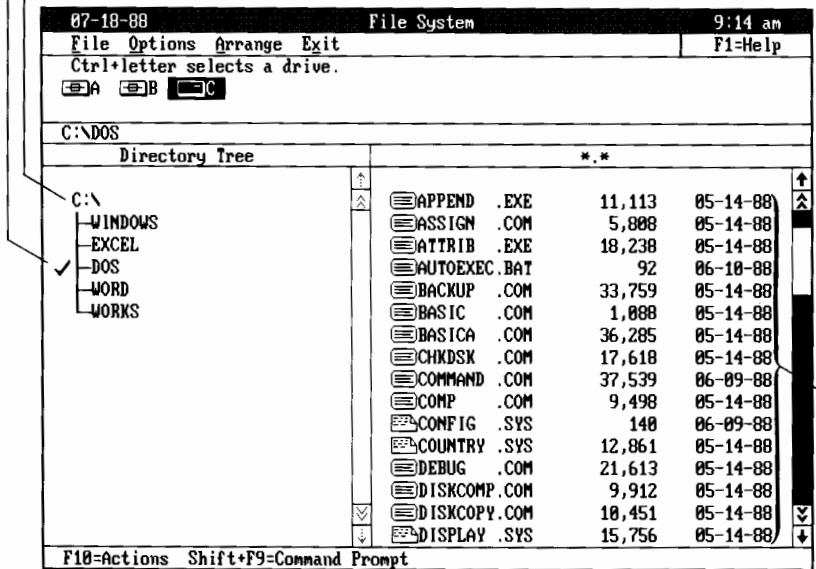 07-18-88 File System 9:14 am
File Options Arrange Exit F1=Help
Ctrl+letter selects a drive.
A B C
C:\DOS
Directory Tree *.*
C:\ APPEND .EXE 11,113 05-14-88
WINDOWS ASSIGN .COM 5,808 05-14-88
EXCEL ATTRIB .EXE 18,238 05-14-88
DOS AUTOEXEC.BAT 92 06-10-88
WORD BACKUP .COM 33,759 05-14-88
WORKS BASIC .COM 1,088 05-14-88
BASICA .COM 36,285 05-14-88
CHKDSK .COM 17,618 05-14-88
COMMAND .COM 37,539 06-09-88
COMP .COM 9,498 05-14-88
CONFIG .SYS 140 06-09-88
COUNTRY .SYS 12,861 05-14-88
DEBUG .COM 21,613 05-14-88
DISKCOMP.COM 9,912 05-14-88
DISKCOPY.COM 10,451 05-14-88
DISPLAY .SYS 15,756 05-14-88
F10=Actions Shift+F9=Command Prompt